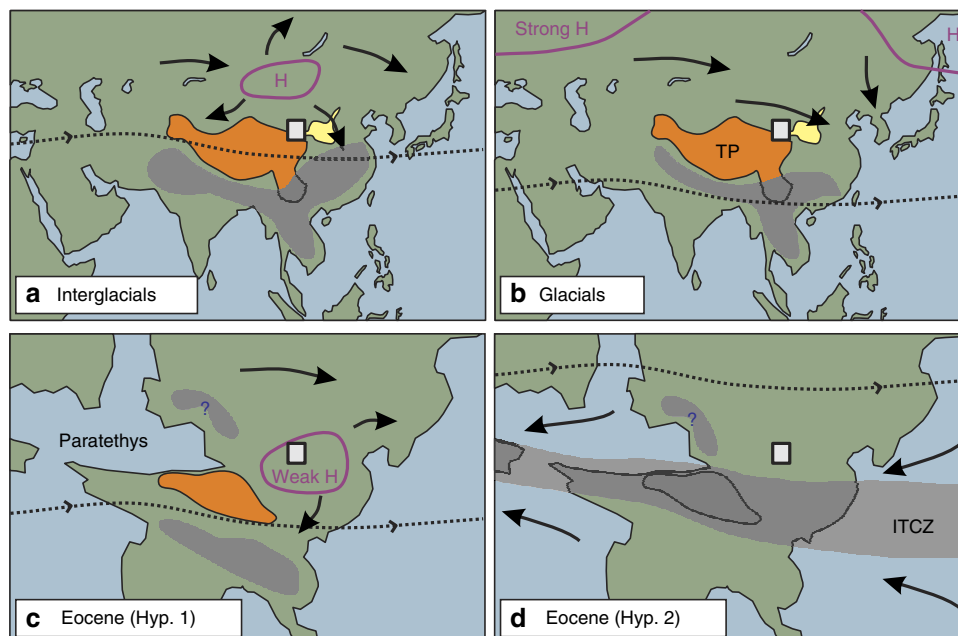 H
a Interglacials
Strong H
H
TP
b Glacials
?
Paratethys
Weak H
c Eocene (Hyp. 1)
?
ITCZ
d Eocene (Hyp. 2)